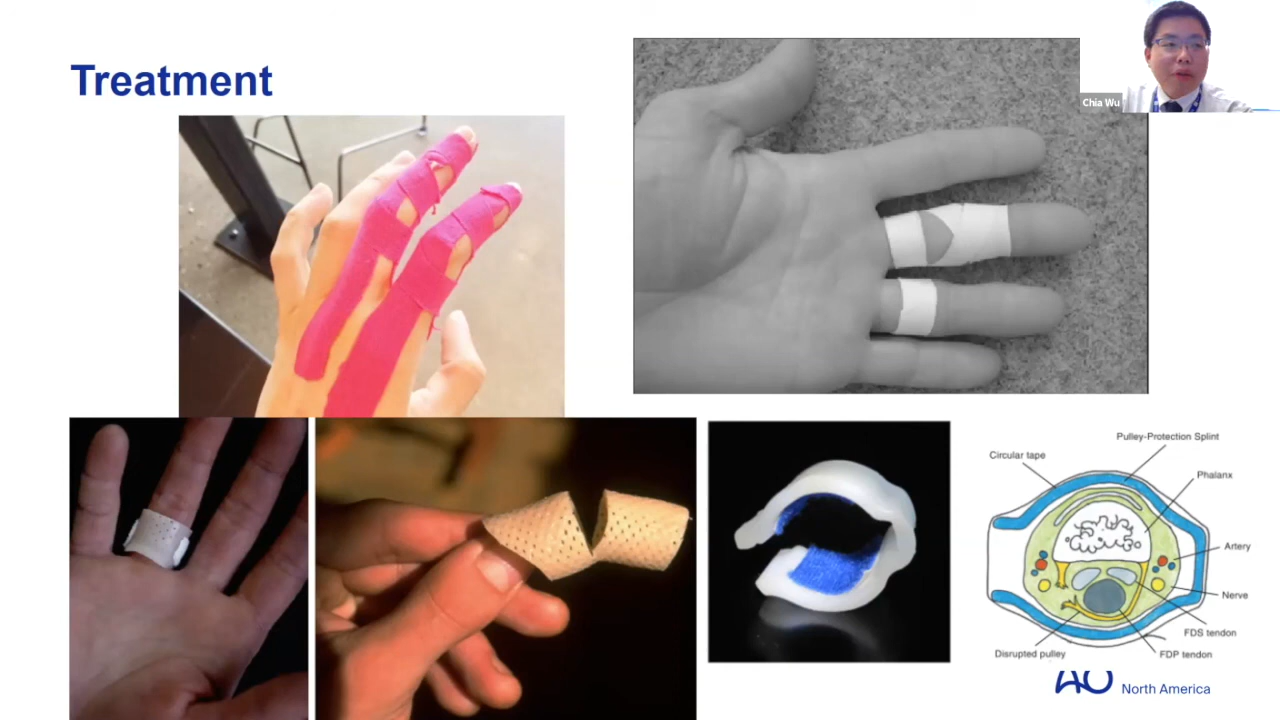 Treatment
Chia Wu
Pulley-Protection Splint
Circular tape
Phalanx
Artery
Nerve
FDS tendon
Disrupted pulley
FDP tendon
AO North America